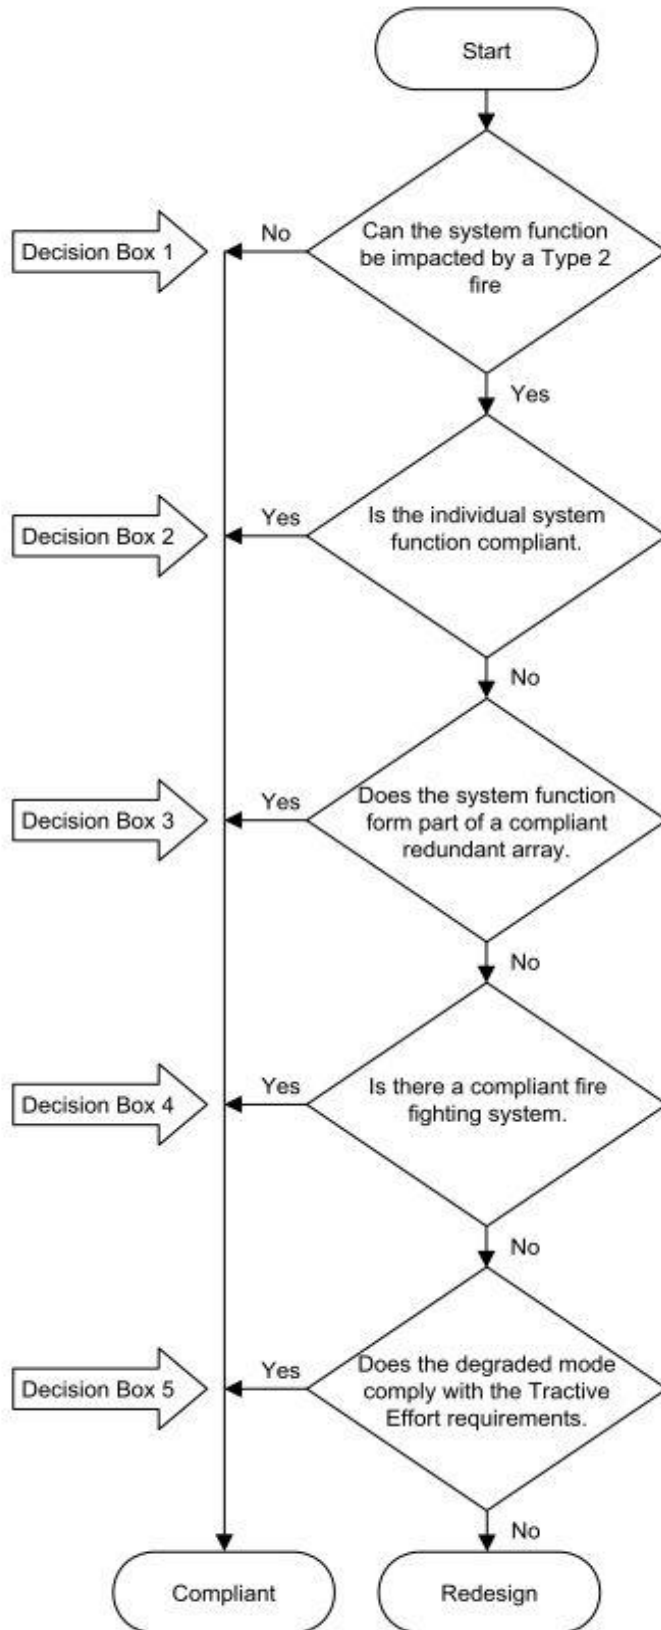 Start
Decision Box 1
No
Can the system function
be impacted by a Type 2
fire
Yes
Decision Box 2
Yes
Is the individual system
function compliant.
No
Decision Box 3
Yes
Does the system function
form part of a compliant
redundant array.
No
Decision Box 4
Yes
Is there a compliant fire
fighting system.
No
Decision Box 5
Yes
Does the degraded mode
comply with the Tractive
Effort requirements.
No
Compliant
Redesign